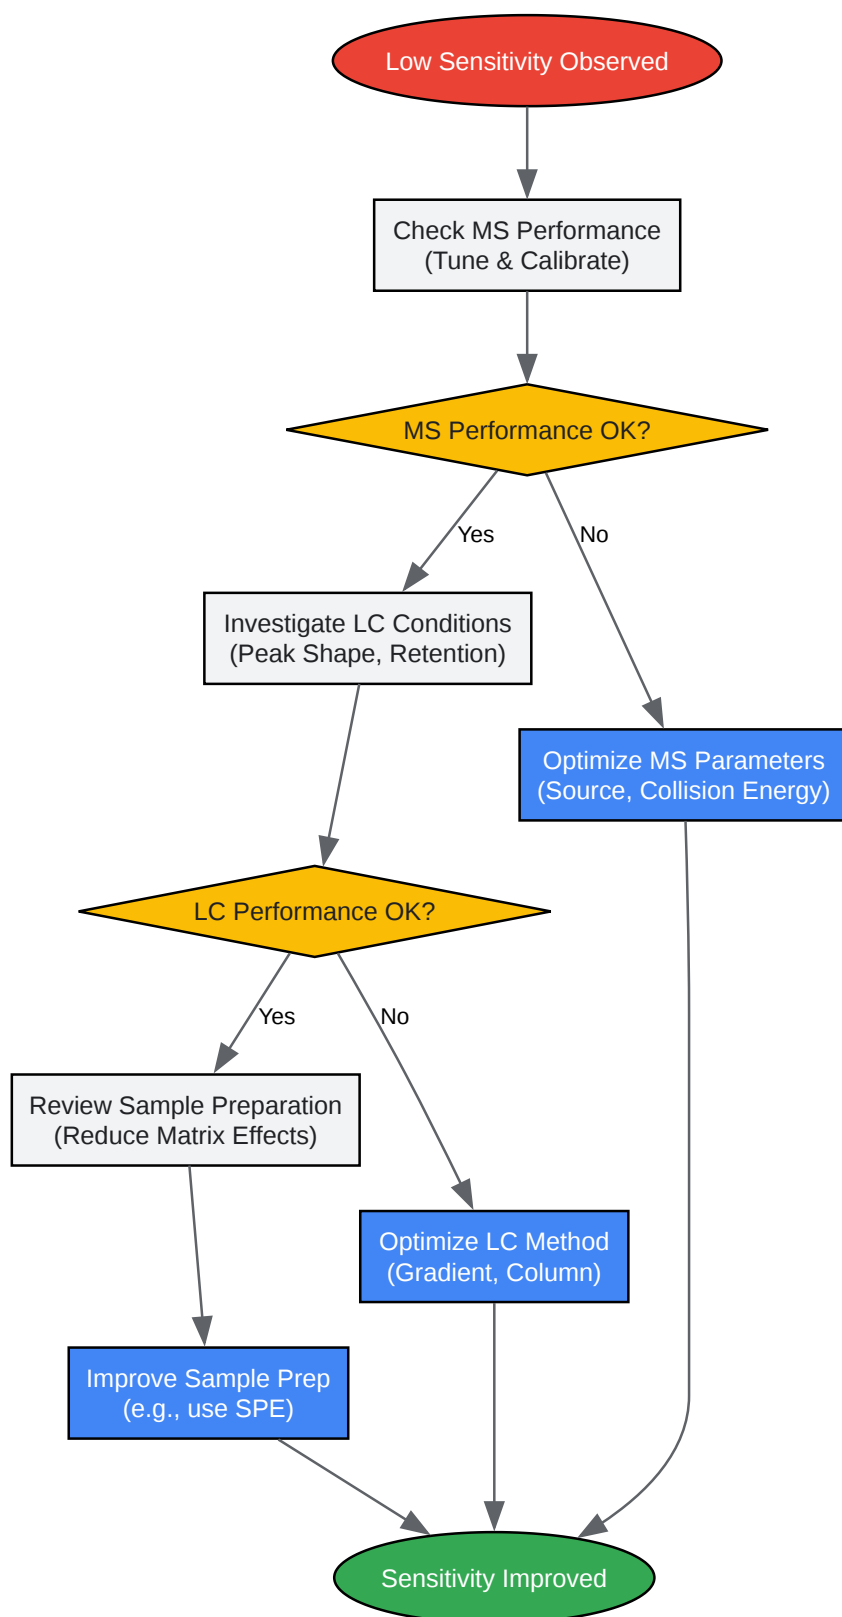 Low Sensitivity Observed
Check MS Performance
(Tune & Calibrate)
MS Performance OK?
Yes
No
Investigate LC Conditions
(Peak Shape, Retention)
Optimize MS Parameters
(Source, Collision Energy)
LC Performance OK?
Yes
No
Review Sample Preparation
(Reduce Matrix Effects)
Optimize LC Method
(Gradient, Column)
Improve Sample Prep
(e.g., use SPE)
Sensitivity Improved